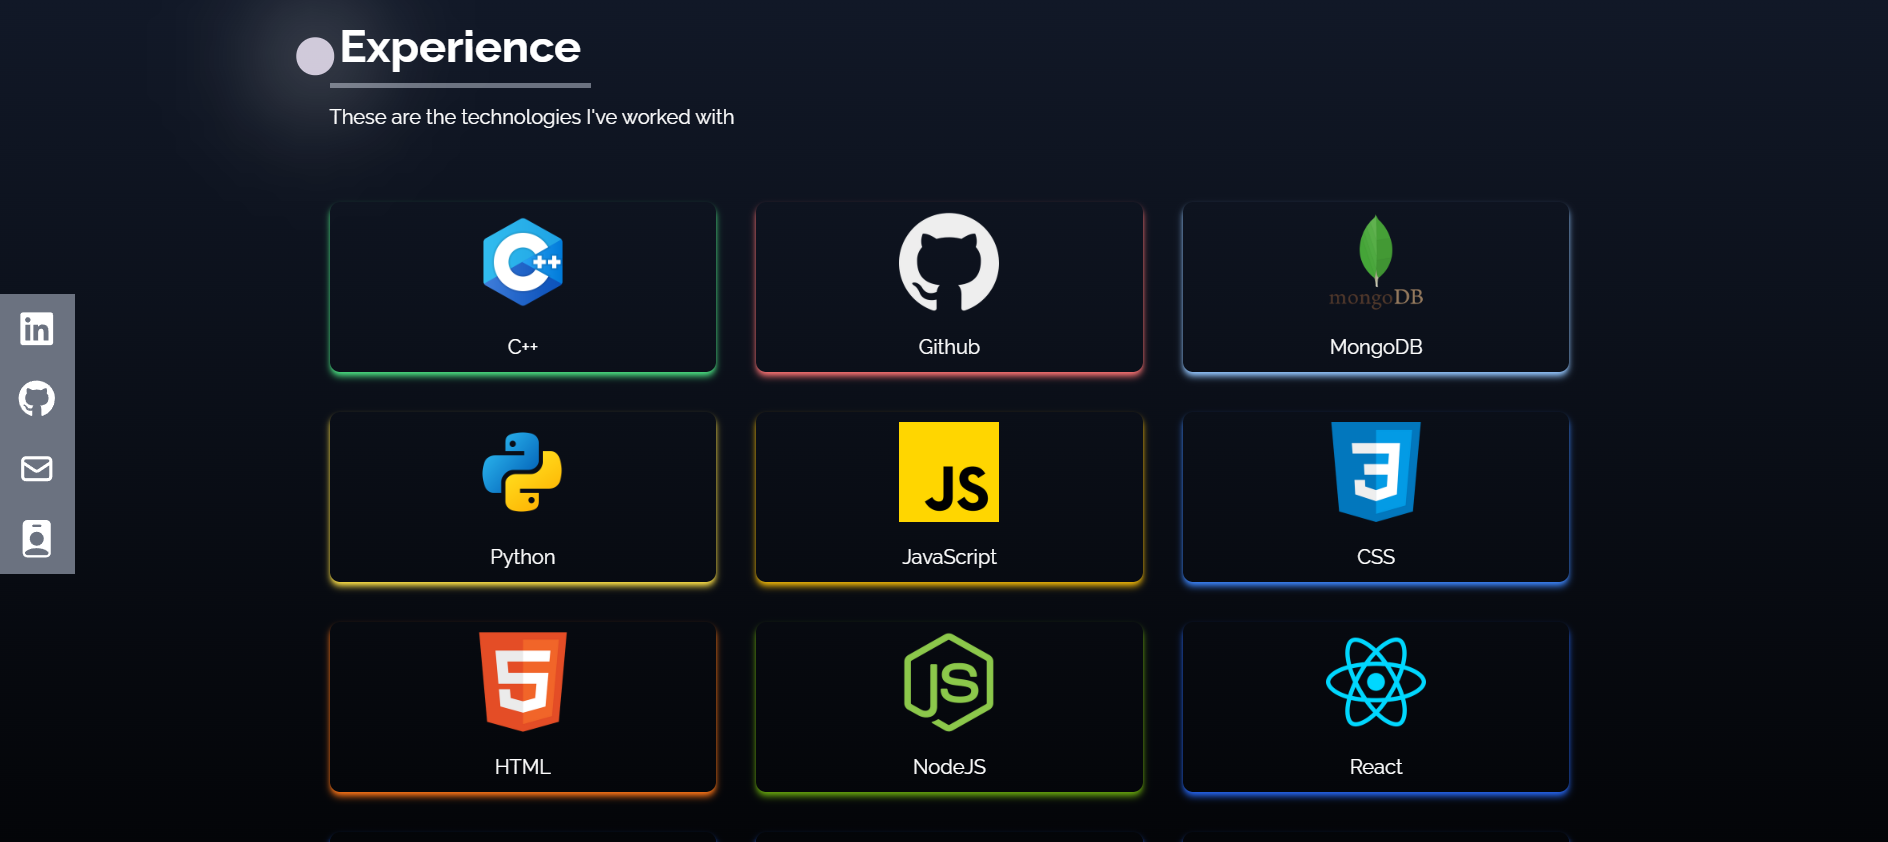 Experience
These are the technologies I've worked with
in
C++
C++
Github
mongoDB
MongoDB
Python
JS
JavaScript
3
CSS
5
HTML
JS
NodeJS
React